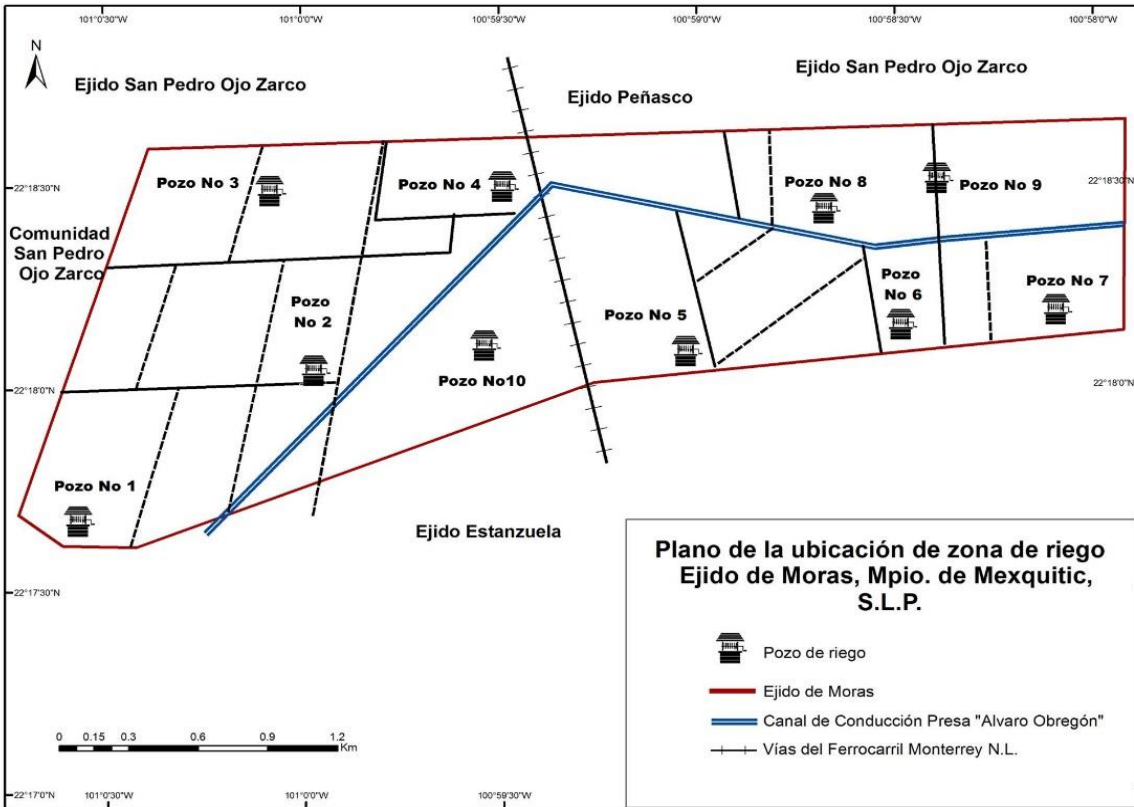 101°0'30"W
101°0'0"W
100°59'30"W
100°59'0"W
100°58'30"W
100°58'0"W
N
Ejido San Pedro Ojo Zarco
Ejido San Pedro Ojo Zarco
Ejido Peñasco
22°18'30"N
22°18'30"N
Pozo No 3
Pozo No 4
Pozo No 8
Pozo No 9
Comunidad
San Pedro
Ojo Zarco
Pozo
No 2
Pozo No 5
Pozo
No 6
Pozo No 7
Pozo No10
22°18'0"N
22°18'0"N
Pozo No 1
Ejido Estanzuela
22°17'30"N
Plano de la ubicación de zona de riego
Ejido de Moras, Mpio. de Mexquitic,
S.L.P.
Pozo de riego
Ejido de Moras
Canal de Conducción Presa "Alvaro Obregón"
Vías del Ferrocarril Monterrey N.L.
0 0.15 0.3 0.6 0.9 1.2
Km
22°17'0"N
101°0'30"W
101°0'0"W
100°59'30"W